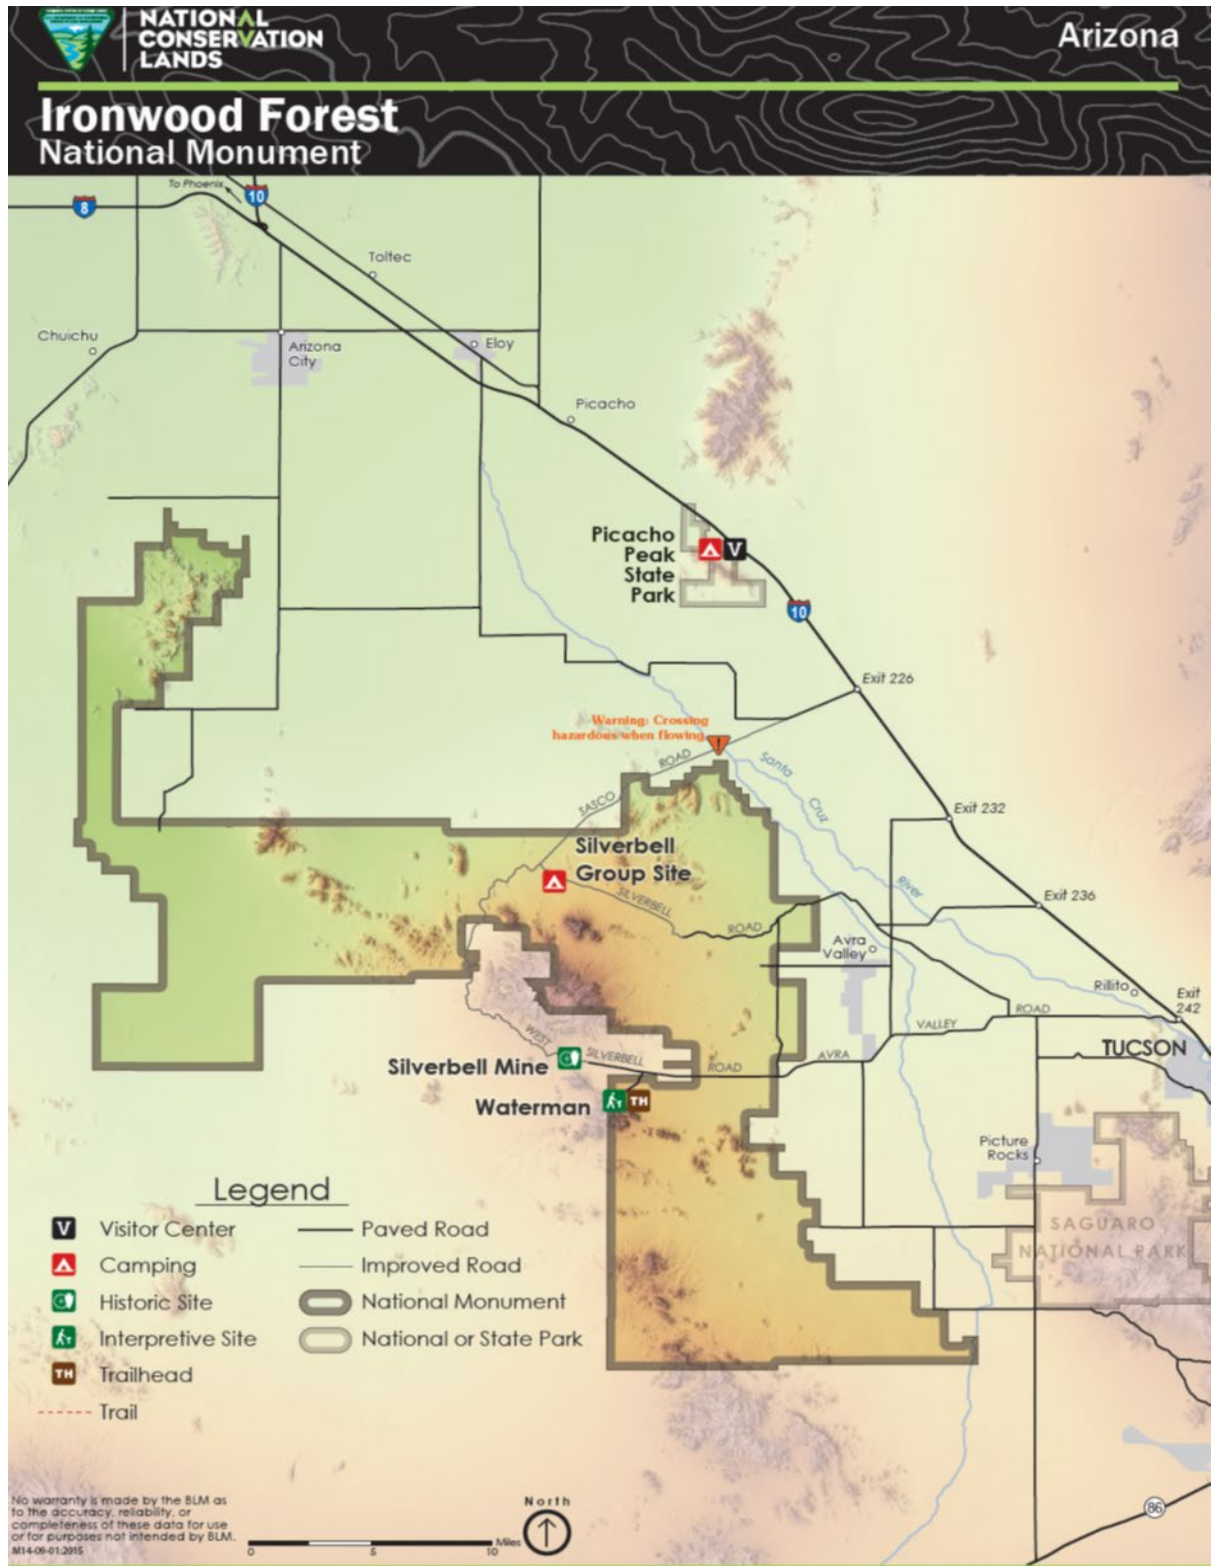 NATIONAL
CONSERVATION
LANDS
Arizona
Ironwood Forest
National Monument
To Phoenix
10
8
Toltec
Chuichu
Arizona
City
Eloy
Picacho
Picacho
Peak
State
Park
V
10
Exit 226
Warning: Crossing
hazardous when flowing
!
ROAD
SASCO
Santa
Cruz
River
Exit 232
Silverbell
Group Site
SILVERBELL
ROAD
Exit 236
Avra
Valley
Rillito
Exit
242
ROAD
VALLEY
AVRA
TUCSON
WEST
SILVERBELL
ROAD
Silverbell Mine
Waterman
TH
Picture
Rocks
SAGUARO
NATIONAL PARK
Legend
V Visitor Center
Camping
Historic Site
Interpretive Site
TH Trailhead
Trail
Paved Road
Improved Road
National Monument
National or State Park
86
No warranty is made by the BLM as
to the accuracy, reliability, or
completeness of these data for use
or for purposes not intended by BLM.
M14-09-01:2015
0 5 10 Miles
North